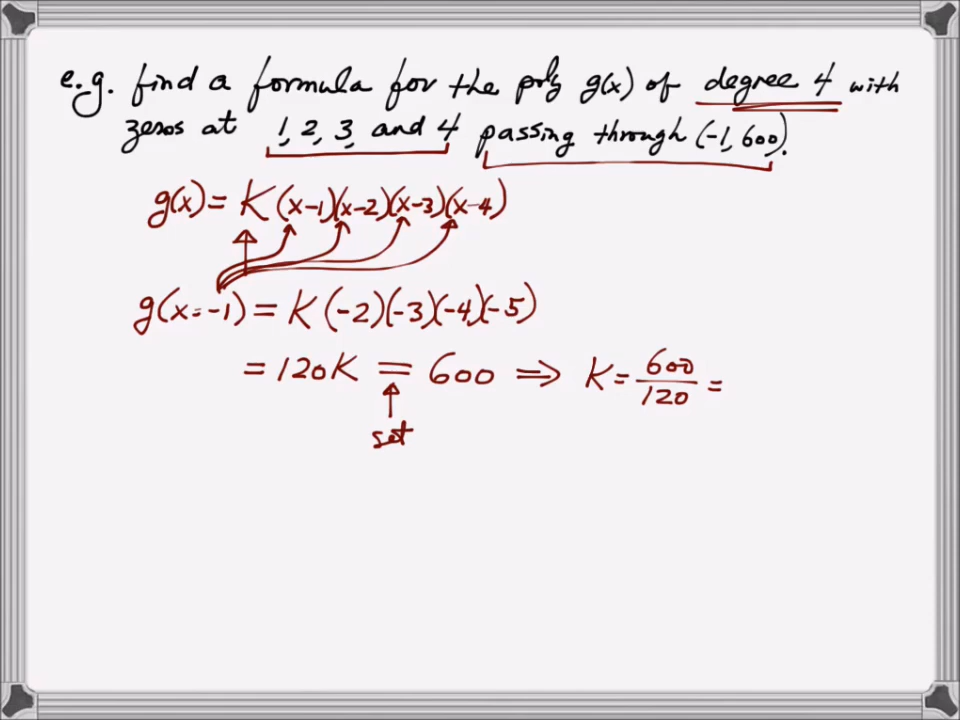 e.g. find a formula for the poly g(x) of degree 4 with
zeros at 1, 2, 3, and 4 passing through (-1, 600).
g(x) = K(x-1)(x-2)(x-3)(x-4)
g(x=-1) = K(-2)(-3)(-4)(-5)
= 120K = 600 ⇒ K = 600/120 =
set